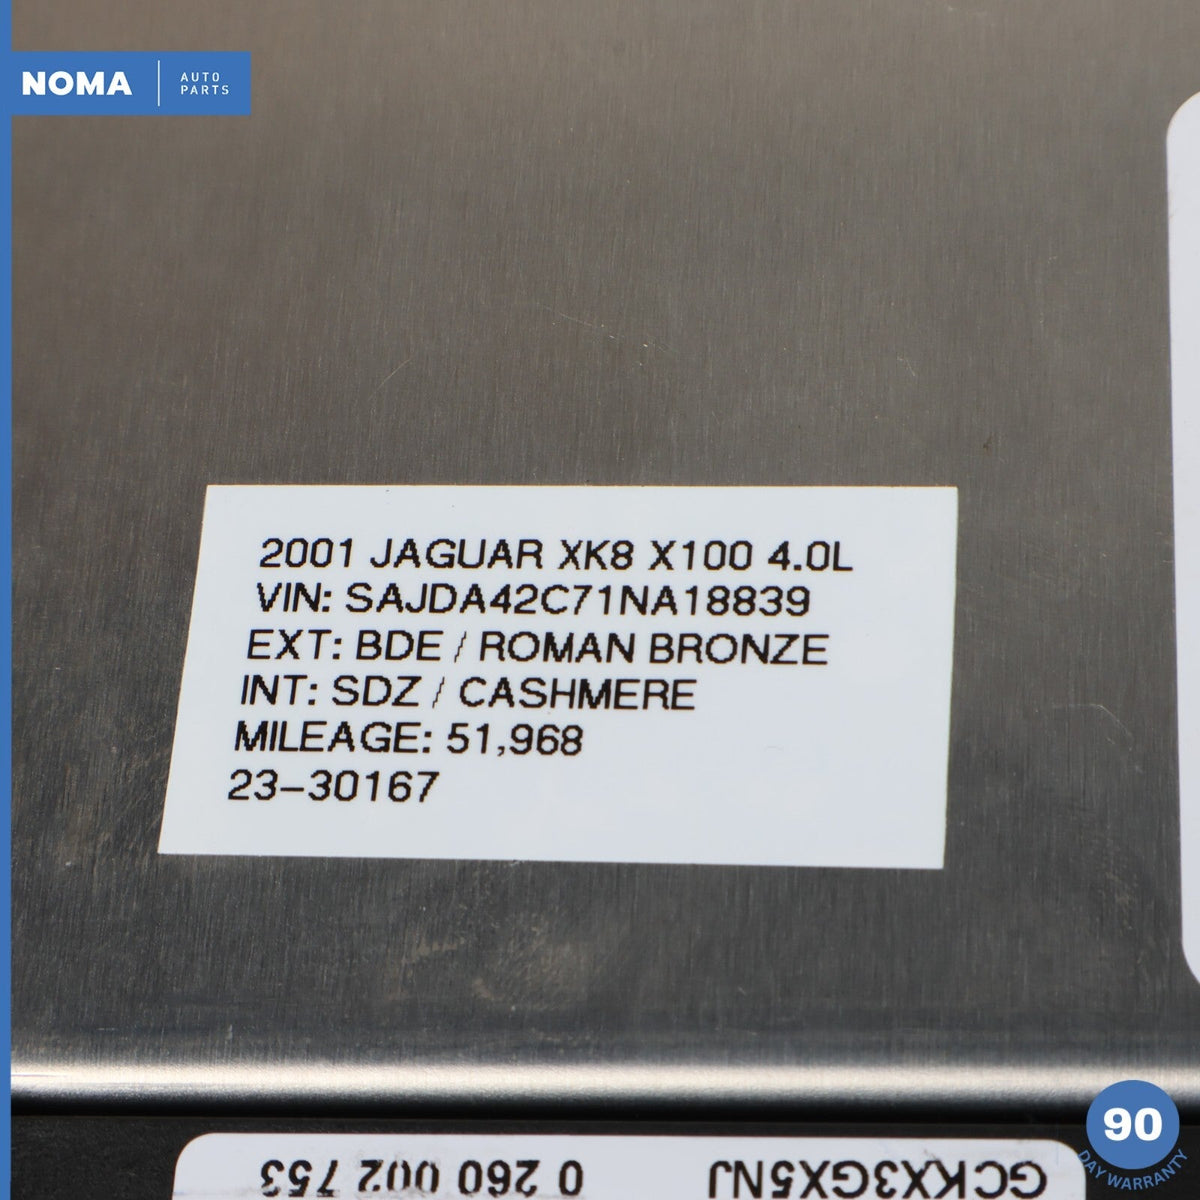 NOMA
AUTO
PARTS
2001 JAGUAR XK8 X100 4.0L
VIN: SAJDA42C71NA18839
EXT: BDE / ROMAN BRONZE
INT: SDZ / CASHMERE
MILEAGE: 51,968
23-30167
GCKX3GX5NJ 0 260 002 753
90
DAY WARRANTY